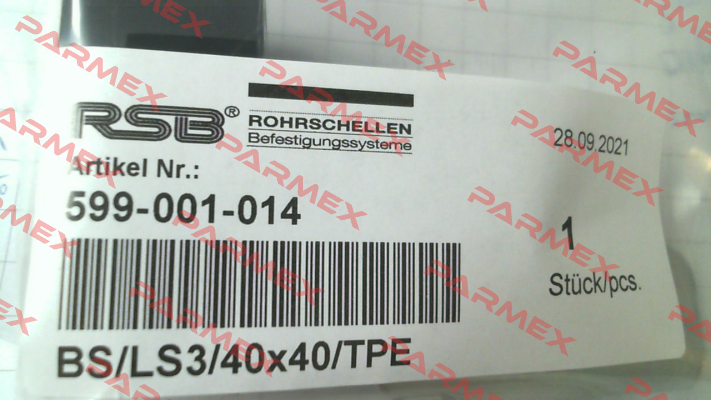 RSB®
ROHRSCHELLEN
Befestigungssysteme
28.09.2021
Artikel Nr.:
599-001-014
1
Stück/pcs.
BS/LS3/40x40/TPE
PARMEX